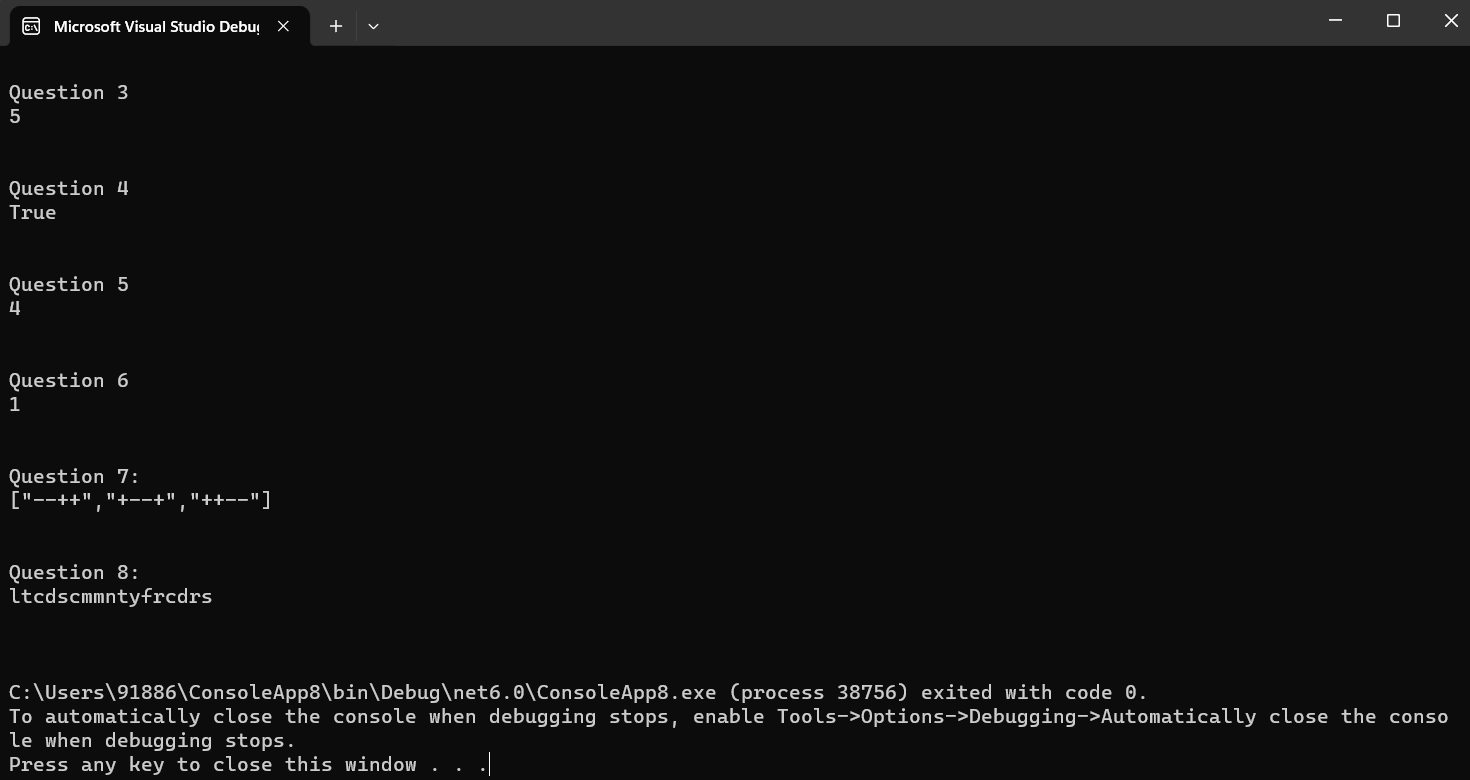 Microsoft Visual Studio Debug
Question 3
5
Question 4
True
Question 5
4
Question 6
1
Question 7:
["--++","+--+","++--"]
Question 8:
ltcdscmmntyfrcdrs
C:\Users\91886\ConsoleApp8\bin\Debug\net6.0\ConsoleApp8.exe (process 38756) exited with code 0.
To automatically close the console when debugging stops, enable Tools->Options->Debugging->Automatically close the conso
le when debugging stops.
Press any key to close this window . . .